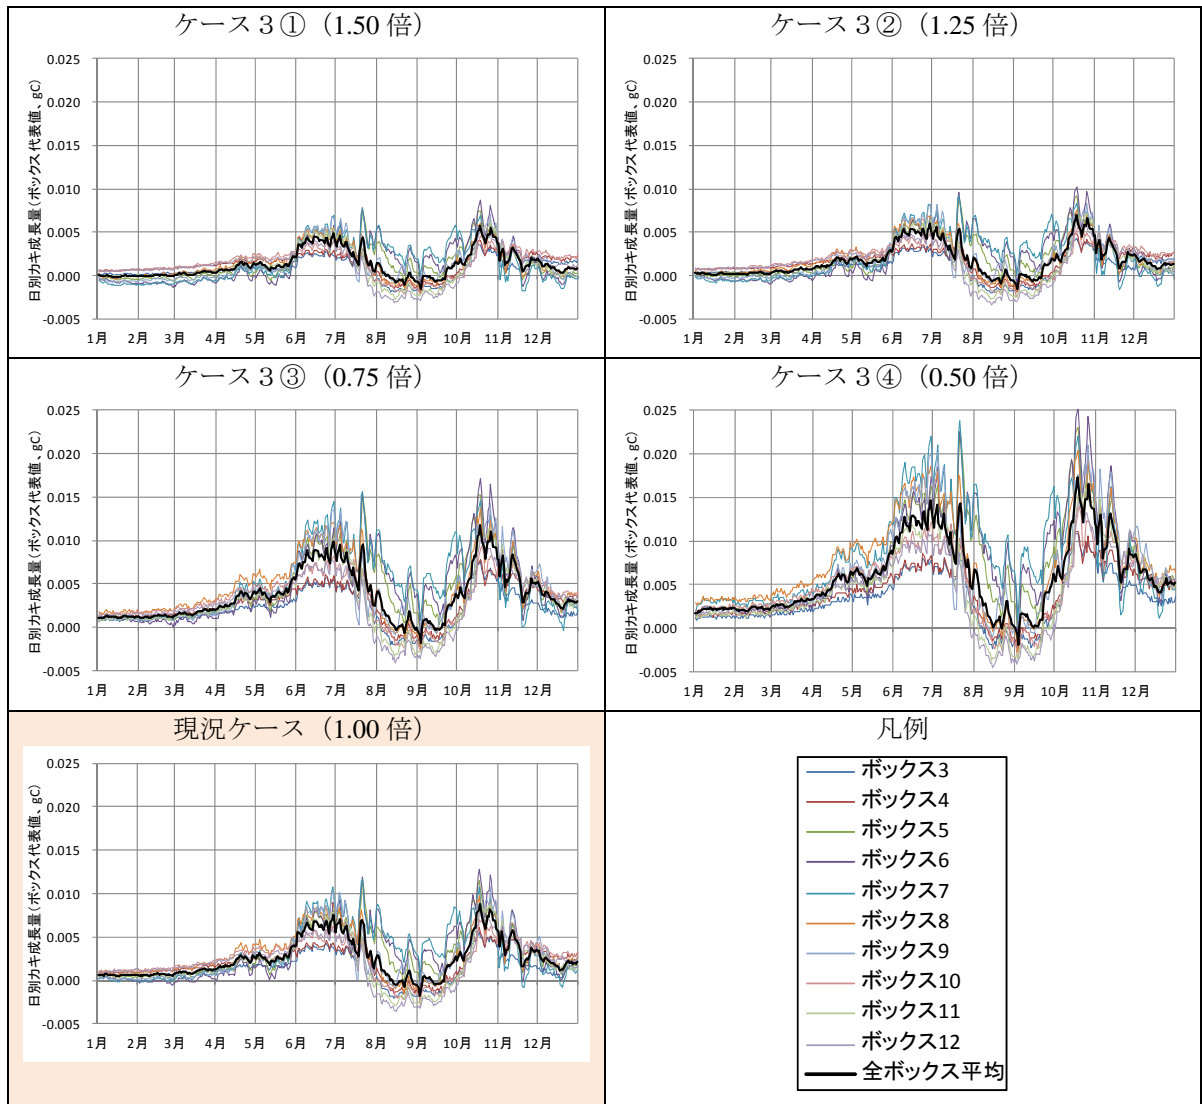 ケース３①（1.50 倍）
日別カキ成長量（ボックス代表値、gC）
0.025
0.020
0.015
0.010
0.005
0.000
-0.005
1月 2月 3月 4月 5月 6月 7月 8月 9月 10月 11月 12月
ケース３②（1.25 倍）
日別カキ成長量（ボックス代表値、gC）
0.025
0.020
0.015
0.010
0.005
0.000
-0.005
1月 2月 3月 4月 5月 6月 7月 8月 9月 10月 11月 12月
ケース３③（0.75 倍）
日別カキ成長量（ボックス代表値、gC）
0.025
0.020
0.015
0.010
0.005
0.000
-0.005
1月 2月 3月 4月 5月 6月 7月 8月 9月 10月 11月 12月
ケース３④（0.50 倍）
日別カキ成長量（ボックス代表値、gC）
0.025
0.020
0.015
0.010
0.005
0.000
-0.005
1月 2月 3月 4月 5月 6月 7月 8月 9月 10月 11月 12月
現況ケース（1.00 倍）
日別カキ成長量（ボックス代表値、gC）
0.025
0.020
0.015
0.010
0.005
0.000
-0.005
1月 2月 3月 4月 5月 6月 7月 8月 9月 10月 11月 12月
凡例
ボックス3
ボックス4
ボックス5
ボックス6
ボックス7
ボックス8
ボックス9
ボックス10
ボックス11
ボックス12
全ボックス平均